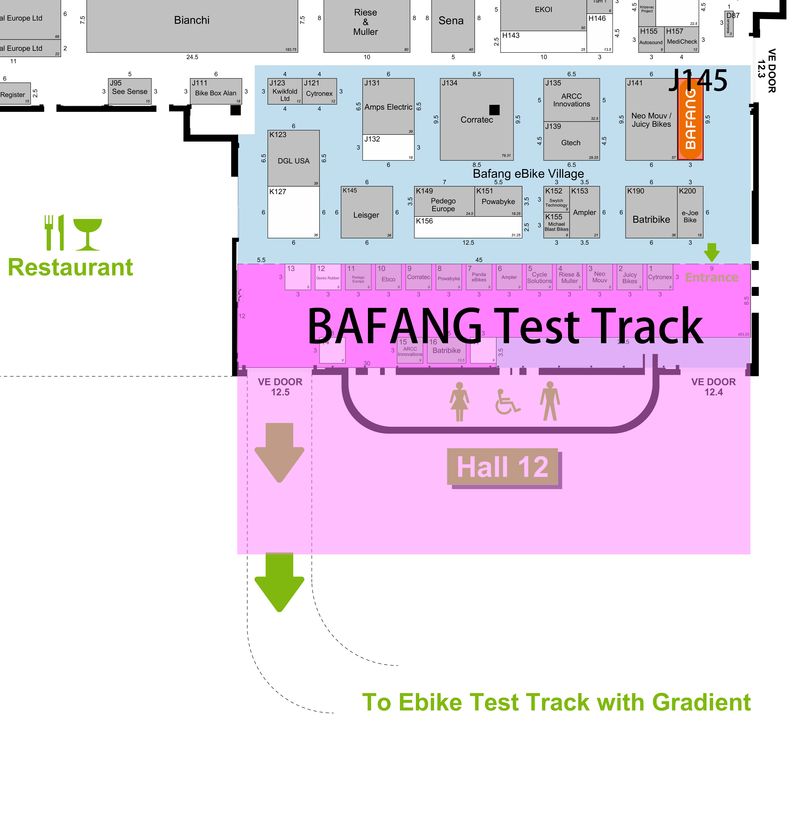 al Europe Ltd
al Europe Ltd
Bianchi
Riese
&
Muller
Sena
EKOI
H143
H146
H155
Autosound
H157
MediCheck
D87
11
24.5
10
5
Register
J95
See Sense
J111
Bike Box Alan
J123
Kwikfold
Ltd
J121
Cytronex
J131
Amps Electric
J132
J134
Corratec
J135
ARCC
Innovations
J139
Gtech
J141
Neo Mouv /
Juicy Bikes
J145
BAFANG
VE DOOR
12.3
Bafang eBike Village
K123
DGL USA
K127
K145
Leisger
K149
Pedego
Europe
K151
Powabyke
K156
K152
Swytch
Technology
K153
Ampler
K155
Michael
Blast Bikes
K190
Batribike
K200
e-Joe
Bike
Restaurant
5.5
45
13
12
11
10
Ebco
9
Corratec
8
Powabyke
7
Panda
eBikes
6
Ampler
5
Cycle
Solutions
4
Riese &
Muller
3
Neo
Mouv
2
Juicy
Bikes
1
Cytronex
Entrance
BAFANG Test Track
15
ARCC
Innovations
16
Batribike
30
VE DOOR
12.5
VE DOOR
12.4
Hall 12
To Ebike Test Track with Gradient